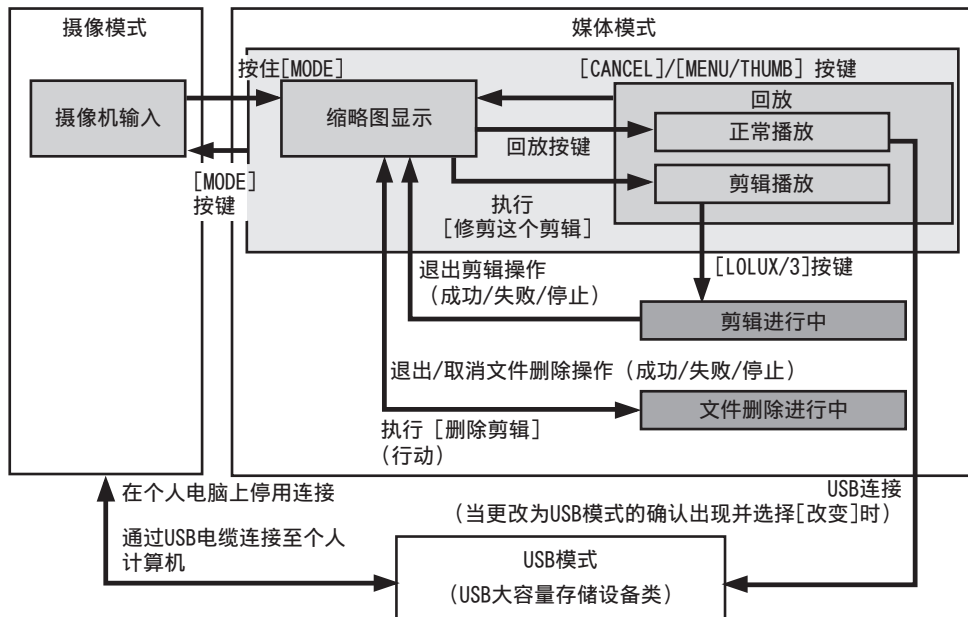 摄像模式
媒体模式
按住[MODE]
[CANCEL]/[MENU/THUMB] 按键
摄像机输入
缩略图显示
回放
正常播放
回放按键
剪辑播放
[MODE]
按键
执行
[修剪这个剪辑]
退出剪辑操作
(成功/失败/停止)
[LOLUX/3]按键
剪辑进行中
退出/取消文件删除操作（成功/失败/停止）
文件删除进行中
执行［删除剪辑］
(行动)
在个人电脑上停用连接
USB连接
(当更改为USB模式的确认出现并选择[改变]时)
通过USB电缆连接至个人
计算机
USB模式
(USB大容量存储设备类)